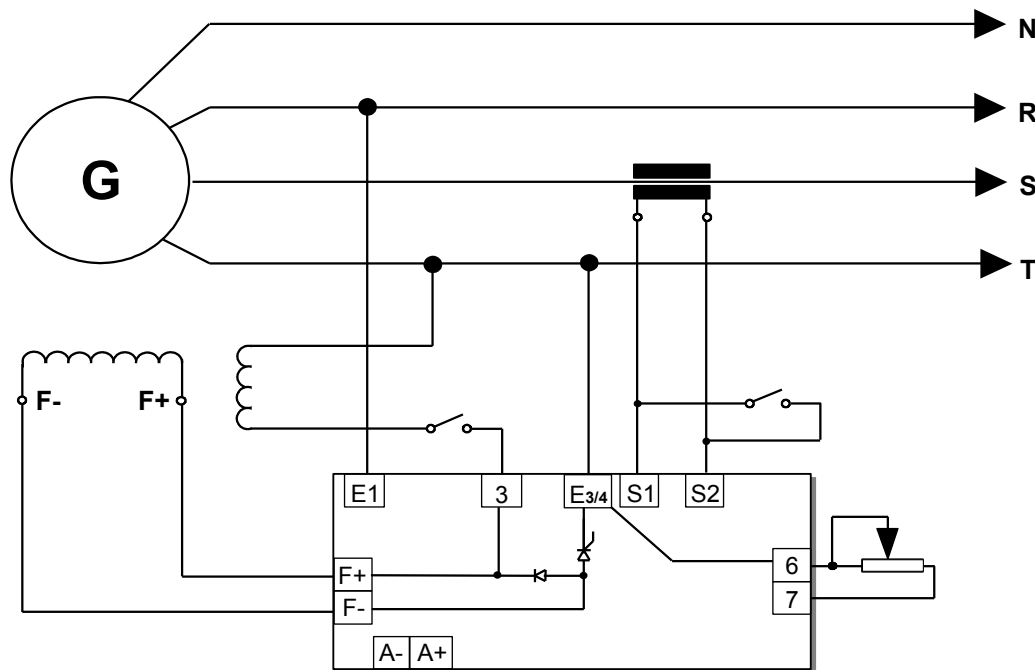 N
R
G
S
T
F- F+
E1 3 E3/4 S1 S2
F+ 6
F- 7
A- A+